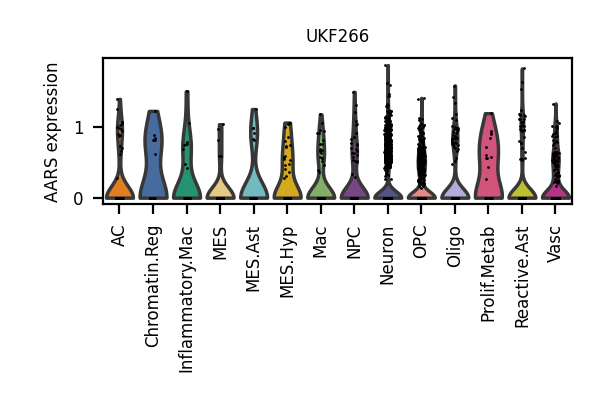 UKF266
AARS expression
1
0
AC
Chromatin.Reg
Inflammatory.Mac
MES
MES.Ast
MES.Hyp
Mac
NPC
Neuron
OPC
Oligo
Prolif.Metab
Reactive.Ast
Vasc